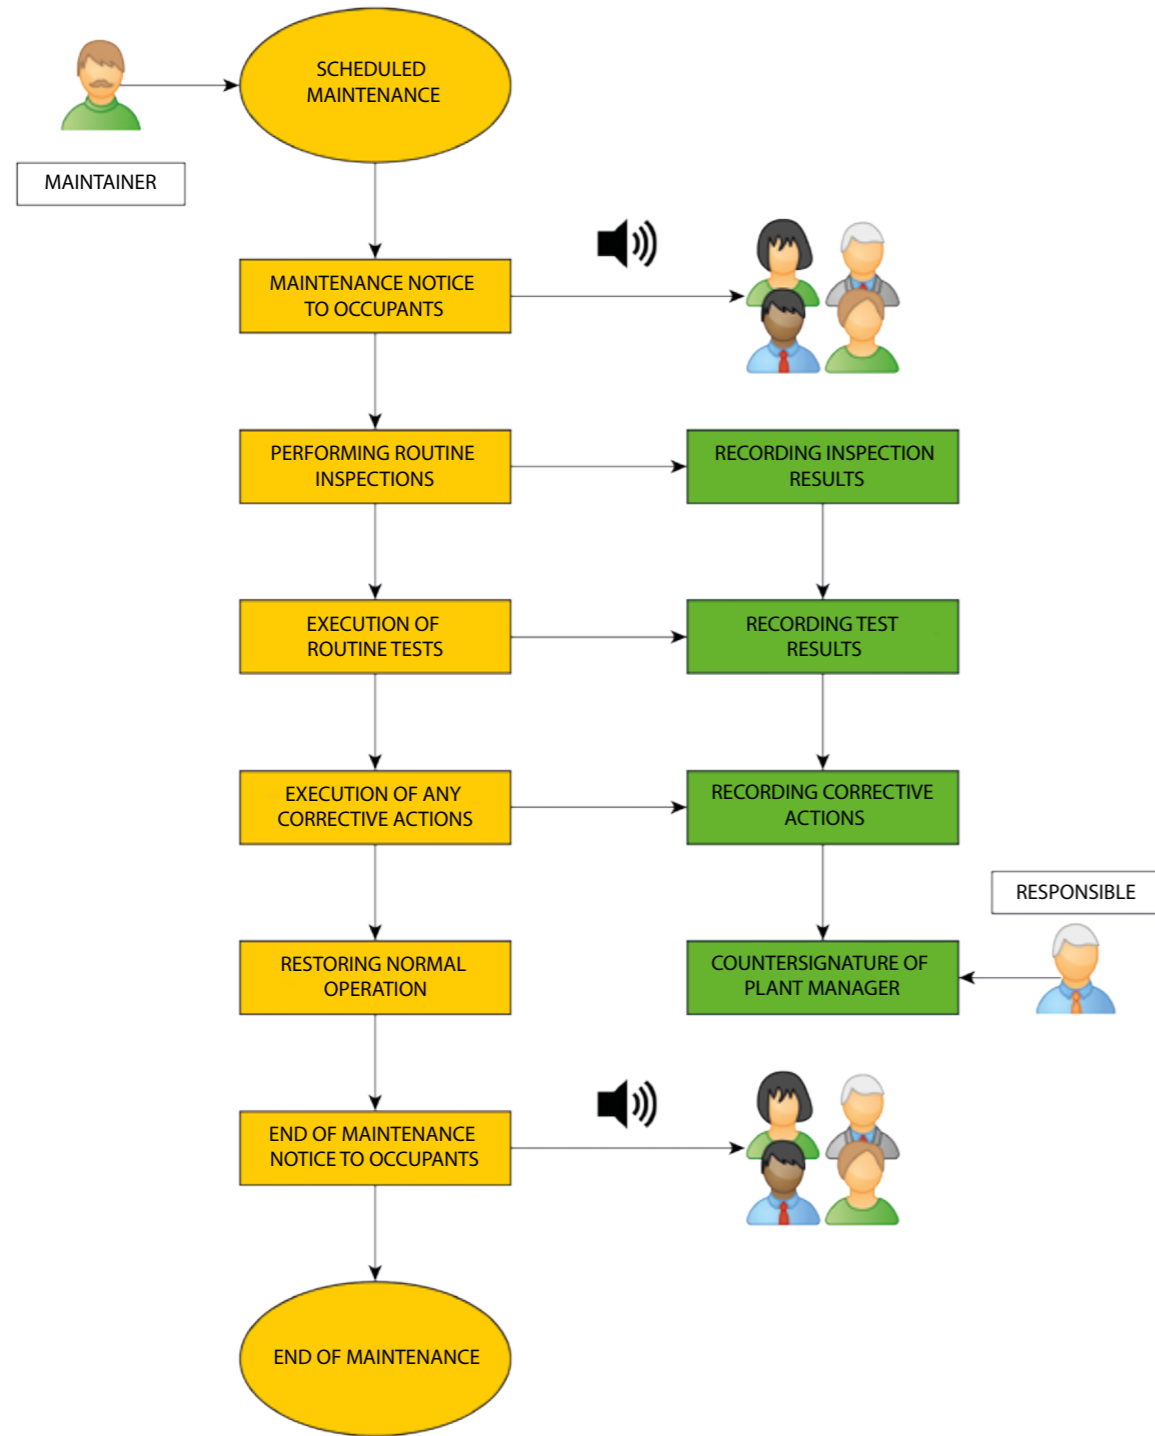 SCHEDULED
MAINTENANCE
MAINTAINER
MAINTENANCE NOTICE
TO OCCUPANTS
PERFORMING ROUTINE
INSPECTIONS
RECORDING INSPECTION
RESULTS
EXECUTION OF
ROUTINE TESTS
RECORDING TEST
RESULTS
EXECUTION OF ANY
CORRECTIVE ACTIONS
RECORDING CORRECTIVE
ACTIONS
RESPONSIBLE
RESTORING NORMAL
OPERATION
COUNTERSIGNATURE OF
PLANT MANAGER
END OF MAINTENANCE
NOTICE TO OCCUPANTS
END OF MAINTENANCE